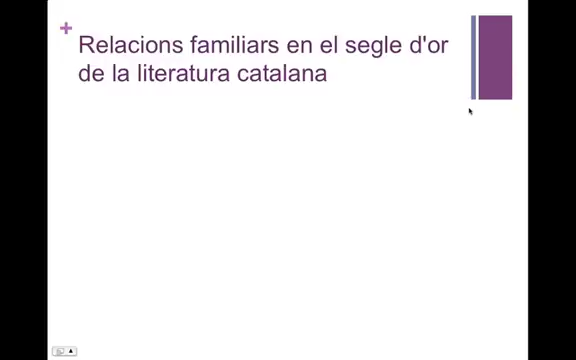 Relacions familiars en el segle d'or
de la literatura catalana